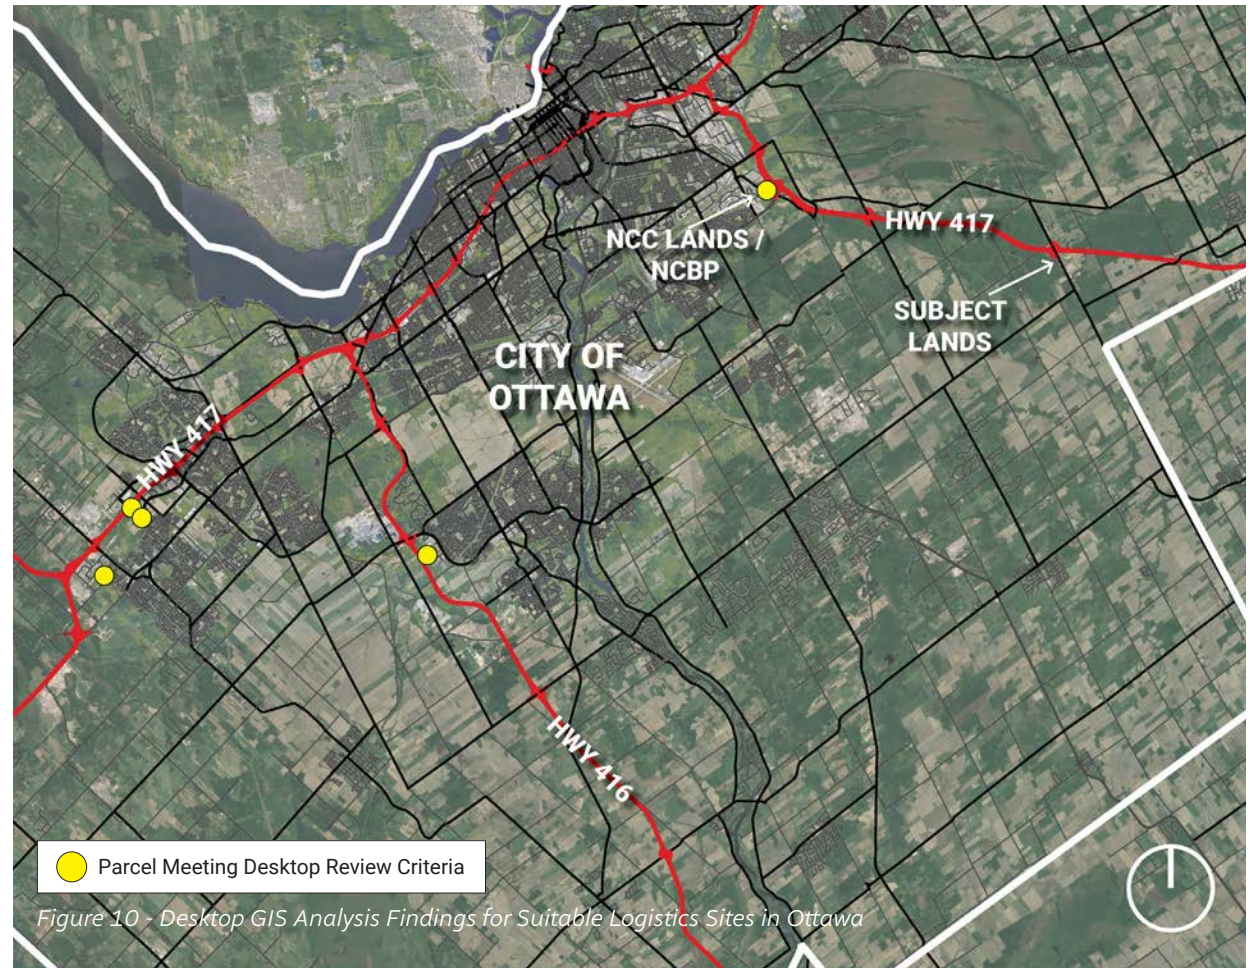 HWY 417
NCC LANDS /
NCBP
SUBJECT
LANDS
CITY OF
OTTAWA
HWY 417
HWY 416
Parcel Meeting Desktop Review Criteria
Figure 10 - Desktop GIS Analysis Findings for Suitable Logistics Sites in Ottawa